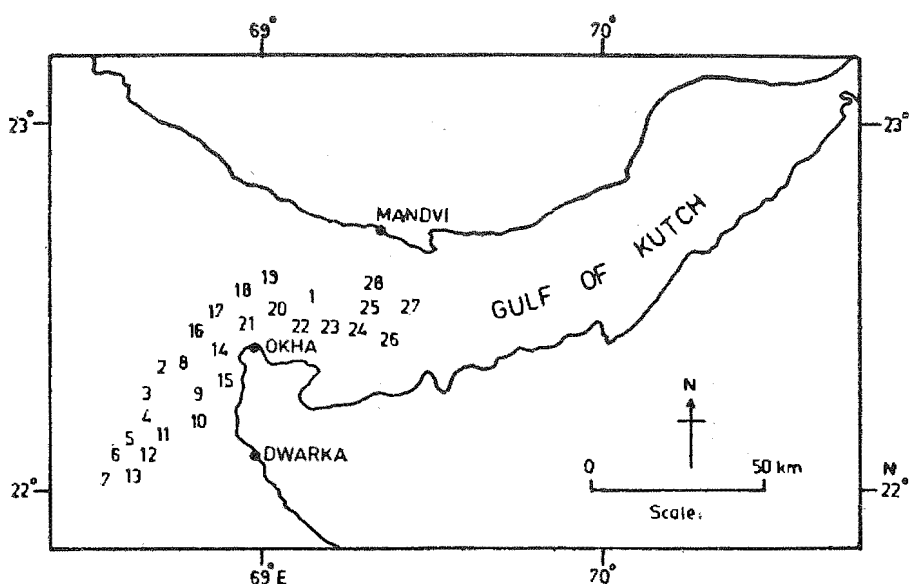 69° 70°
23° 23°
MANDVI
GULF OF KUTCH
19
18 28
1
17 20 25 27
16 21 22 23 24
26
14 OKHA
2 8
15
3 9
4 10
5 11
6 12 DWARKA
7 13
N
0 50 km
Scale.
N
22° 22°
69° E 70°